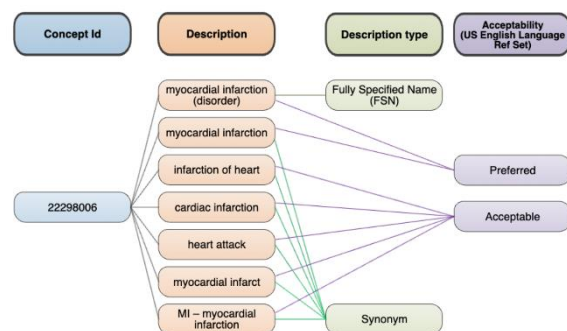 Concept Id
Description
Description type
Acceptability
(US English Language
Ref Set)
myocardial infarction
(disorder)
Fully Specified Name
(FSN)
myocardial infarction
infarction of heart
Preferred
22298006
cardiac infarction
Acceptable
heart attack
myocardial infarct
MI – myocardial
infarction
Synonym